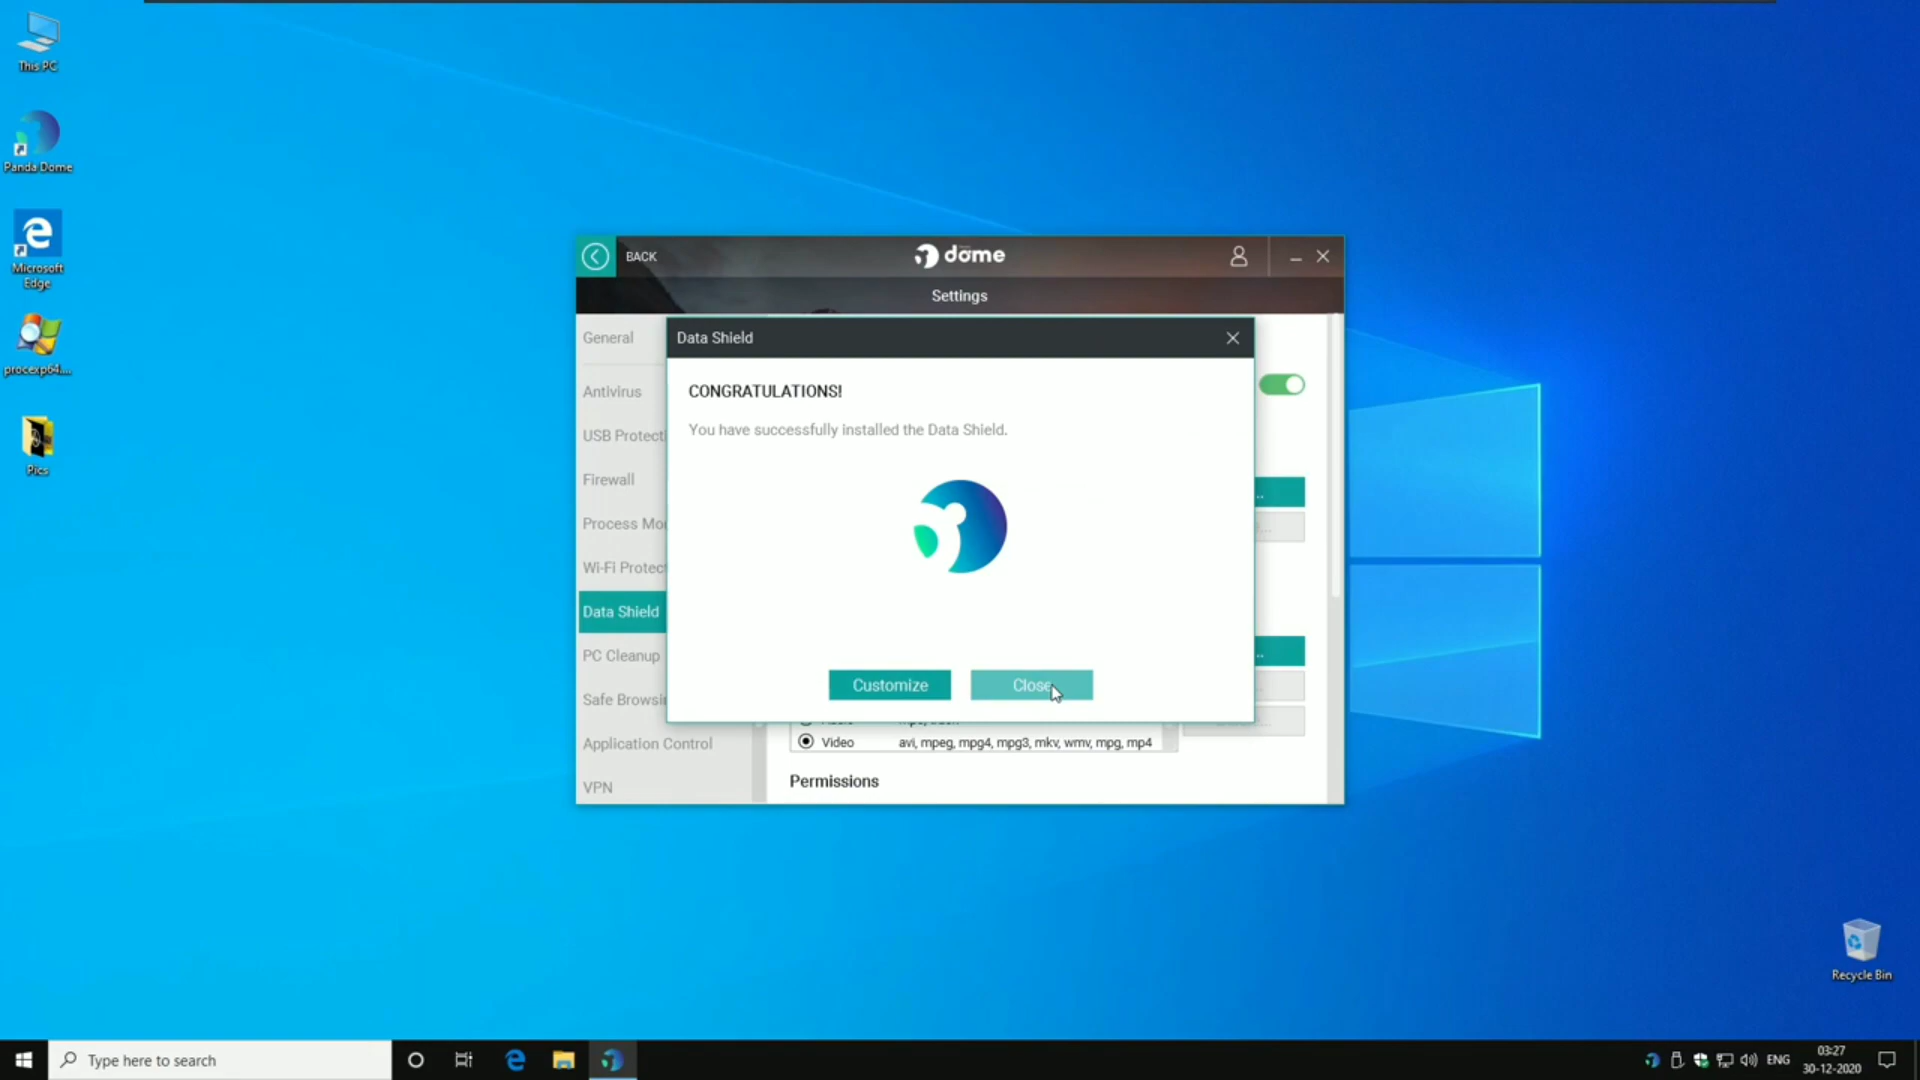 This PC
Panda Dome
Microsoft
Edge
procexp64....
Pics
BACK
dome
Settings
General
Antivirus
USB Protecti
Firewall
Process Mo
Wi-Fi Protec
Data Shield
PC Cleanup
Safe Browsi
Application Control
VPN
Data Shield
CONGRATULATIONS!
You have successfully installed the Data Shield.
Customize
Close
Video avi, mpeg, mpg4, mpg3, mkv, wmv, mpg, mp4
Permissions
Recycle Bin
Type here to search
ENG
03:27
30-12-2020